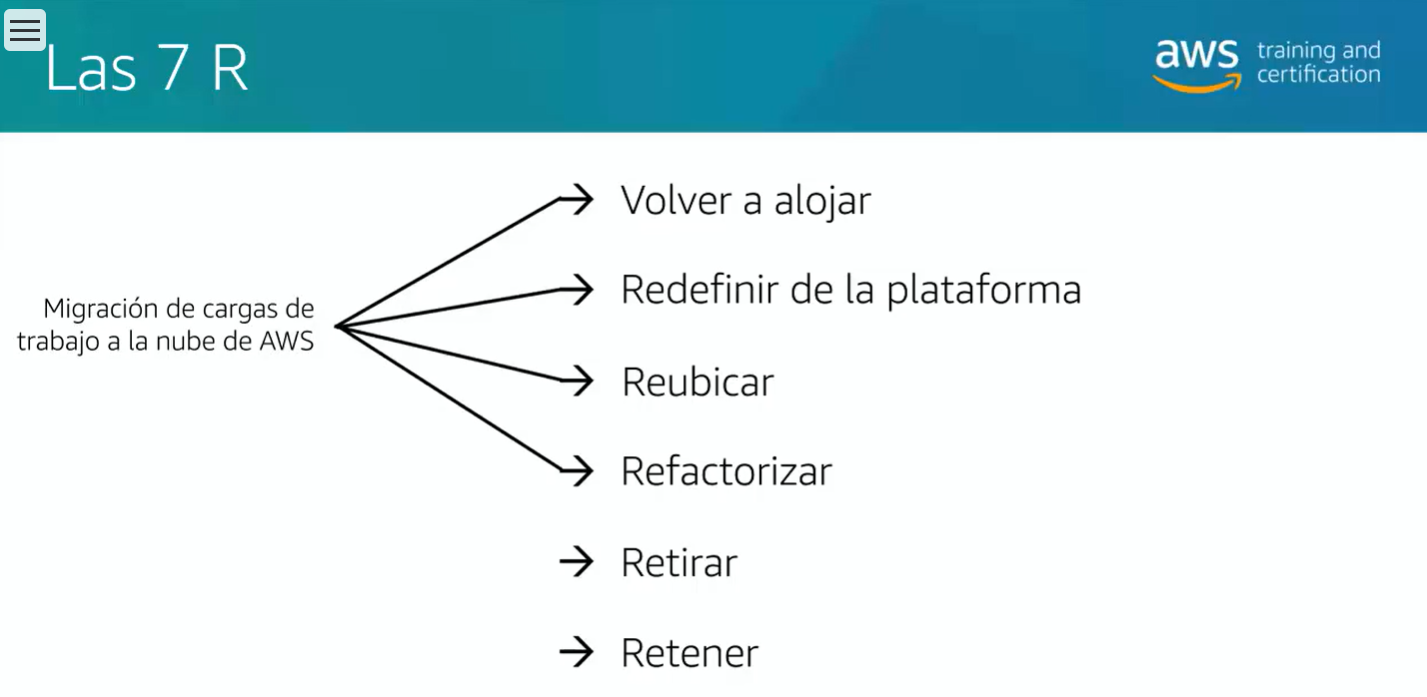 Las 7 R
aws training and
certification
Volver a alojar
Redefinir de la plataforma
Migración de cargas de
trabajo a la nube de AWS
Reubicar
Refactorizar
Retirar
Retener